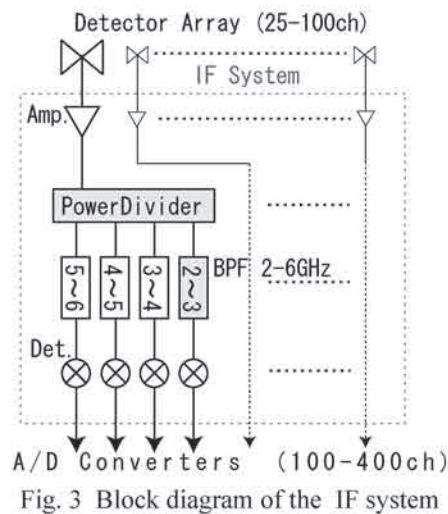 Detector Array (25-100ch)
IF System
Amp.
PowerDivider
5~6
4~5
3~4
2~3
BPF 2-6GHz
Det.
A/D Converters (100-400ch)
Fig. 3 Block diagram of the IF system